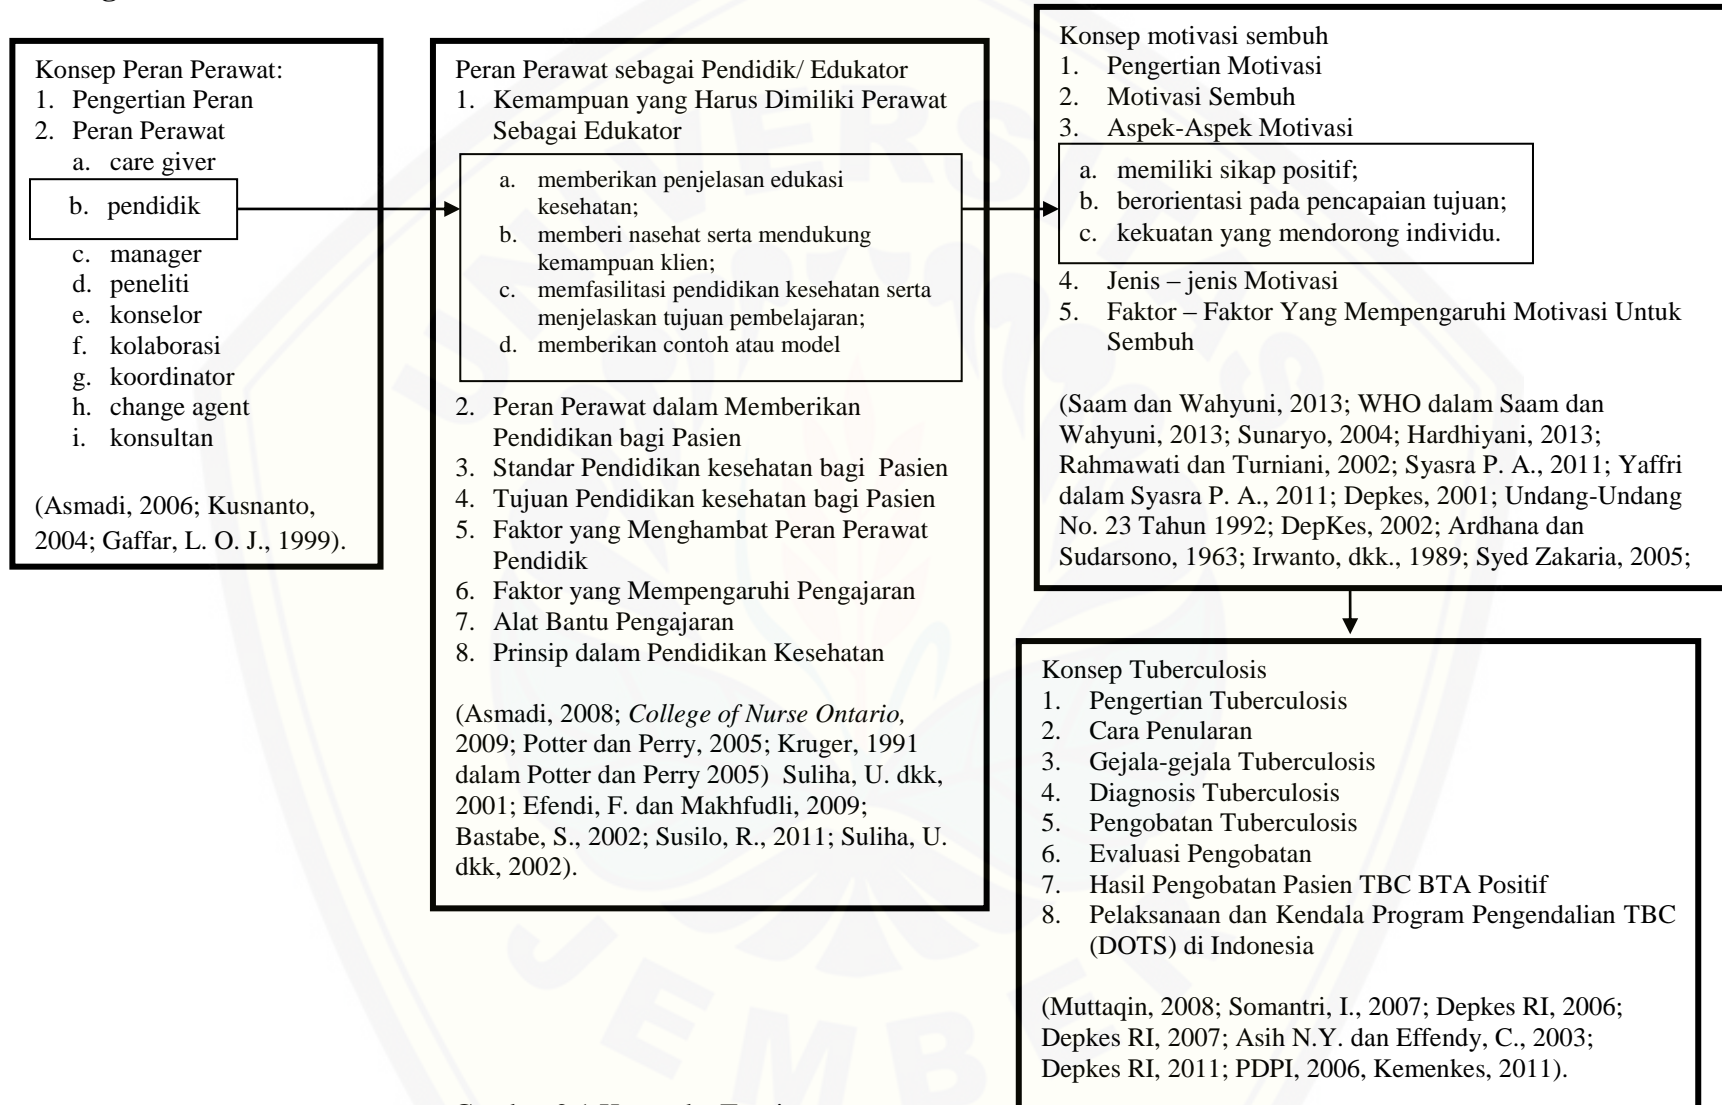 Konsep Peran Perawat:
1. Pengertian Peran
2. Peran Perawat
a. care giver
b. pendidik
c. manager
d. peneliti
e. konselor
f. kolaborasi
g. koordinator
h. change agent
i. konsultan
(Asmadi, 2006; Kusnanto,
2004; Gaffar, L. O. J., 1999).
Peran Perawat sebagai Pendidik/ Edukator
1. Kemampuan yang Harus Dimiliki Perawat
Sebagai Edukator
a. memberikan penjelasan edukasi
kesehatan;
b. memberi nasehat serta mendukung
kemampuan klien;
c. memfasilitasi pendidikan kesehatan serta
menjelaskan tujuan pembelajaran;
d. memberikan contoh atau model
2. Peran Perawat dalam Memberikan
Pendidikan bagi Pasien
3. Standar Pendidikan kesehatan bagi Pasien
4. Tujuan Pendidikan kesehatan bagi Pasien
5. Faktor yang Menghambat Peran Perawat
Pendidik
6. Faktor yang Mempengaruhi Pengajaran
7. Alat Bantu Pengajaran
8. Prinsip dalam Pendidikan Kesehatan
(Asmadi, 2008; College of Nurse Ontario,
2009; Potter dan Perry, 2005; Kruger, 1991
dalam Potter dan Perry 2005) Suliha, U. dkk,
2001; Efendi, F. dan Makhfudli, 2009;
Bastabe, S., 2002; Susilo, R., 2011; Suliha, U.
dkk, 2002).
Konsep motivasi sembuh
1. Pengertian Motivasi
2. Motivasi Sembuh
3. Aspek-Aspek Motivasi
a. memiliki sikap positif;
b. berorientasi pada pencapaian tujuan;
c. kekuatan yang mendorong individu.
4. Jenis – jenis Motivasi
5. Faktor – Faktor Yang Mempengaruhi Motivasi Untuk
Sembuh
(Saam dan Wahyuni, 2013; WHO dalam Saam dan
Wahyuni, 2013; Sunaryo, 2004; Hardhiyani, 2013;
Rahmawati dan Turniani, 2002; Syasra P. A., 2011; Yaffri
dalam Syasra P. A., 2011; Depkes, 2001; Undang-Undang
No. 23 Tahun 1992; DepKes, 2002; Ardhana dan
Sudarsono, 1963; Irwanto, dkk., 1989; Syed Zakaria, 2005;
Konsep Tuberculosis
1. Pengertian Tuberculosis
2. Cara Penularan
3. Gejala-gejala Tuberculosis
4. Diagnosis Tuberculosis
5. Pengobatan Tuberculosis
6. Evaluasi Pengobatan
7. Hasil Pengobatan Pasien TBC BTA Positif
8. Pelaksanaan dan Kendala Program Pengendalian TBC
(DOTS) di Indonesia
(Muttaqin, 2008; Somantri, I., 2007; Depkes RI, 2006;
Depkes RI, 2007; Asih N.Y. dan Effendy, C., 2003;
Depkes RI, 2011; PDPI, 2006, Kemenkes, 2011).
UNIVERSITAS
JEMBER